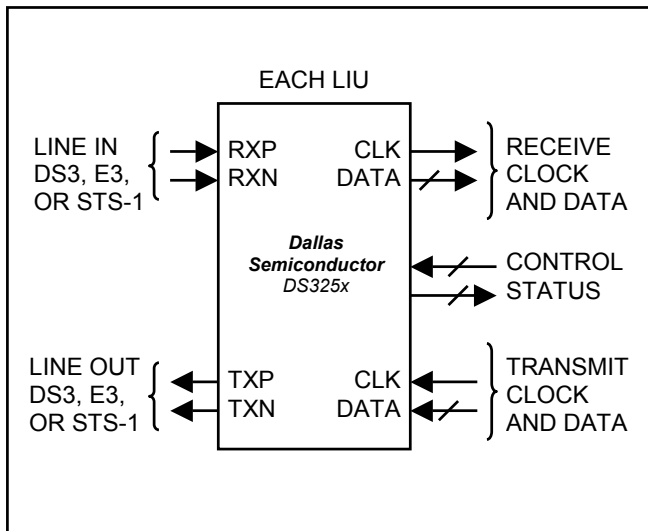 EACH LIU
LINE IN
DS3, E3,
OR STS-1
RXP
RXN
CLK
DATA
RECEIVE
CLOCK
AND DATA
Dallas
Semiconductor
DS325x
CONTROL
STATUS
LINE OUT
DS3, E3,
OR STS-1
TXP
TXN
CLK
DATA
TRANSMIT
CLOCK
AND DATA